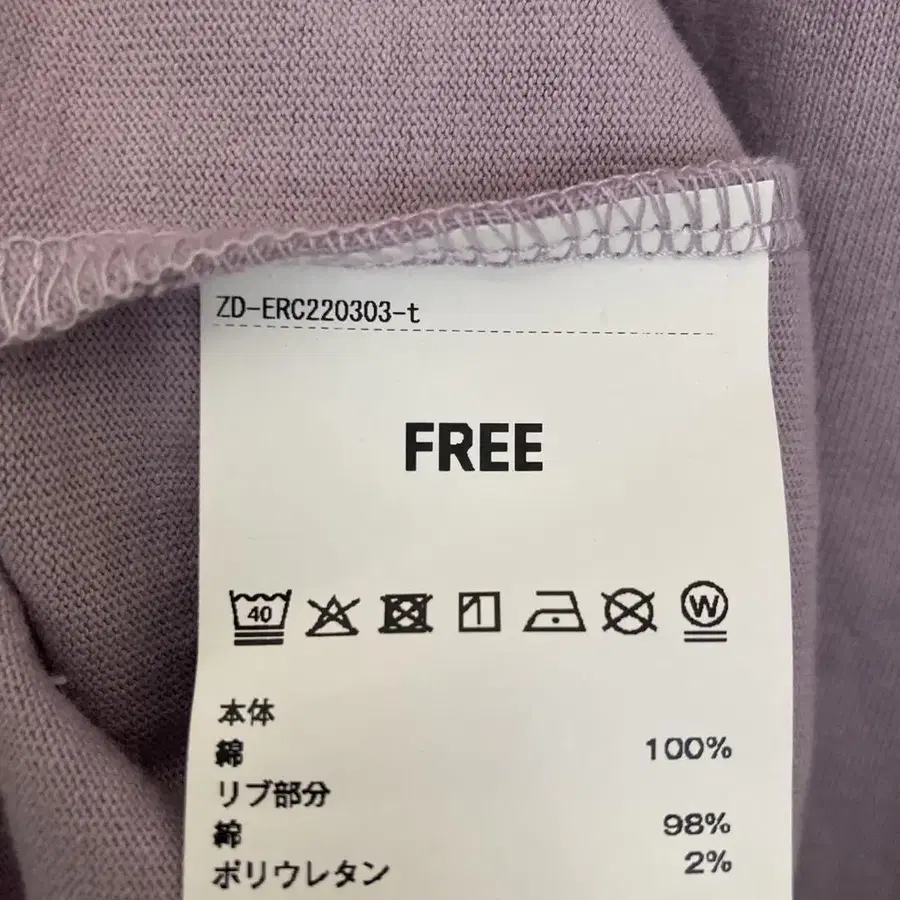 ZD-ERC220303-t
FREE
40 W
本体
綿 100%
リブ部分
綿 98%
ポリウレタン 2%